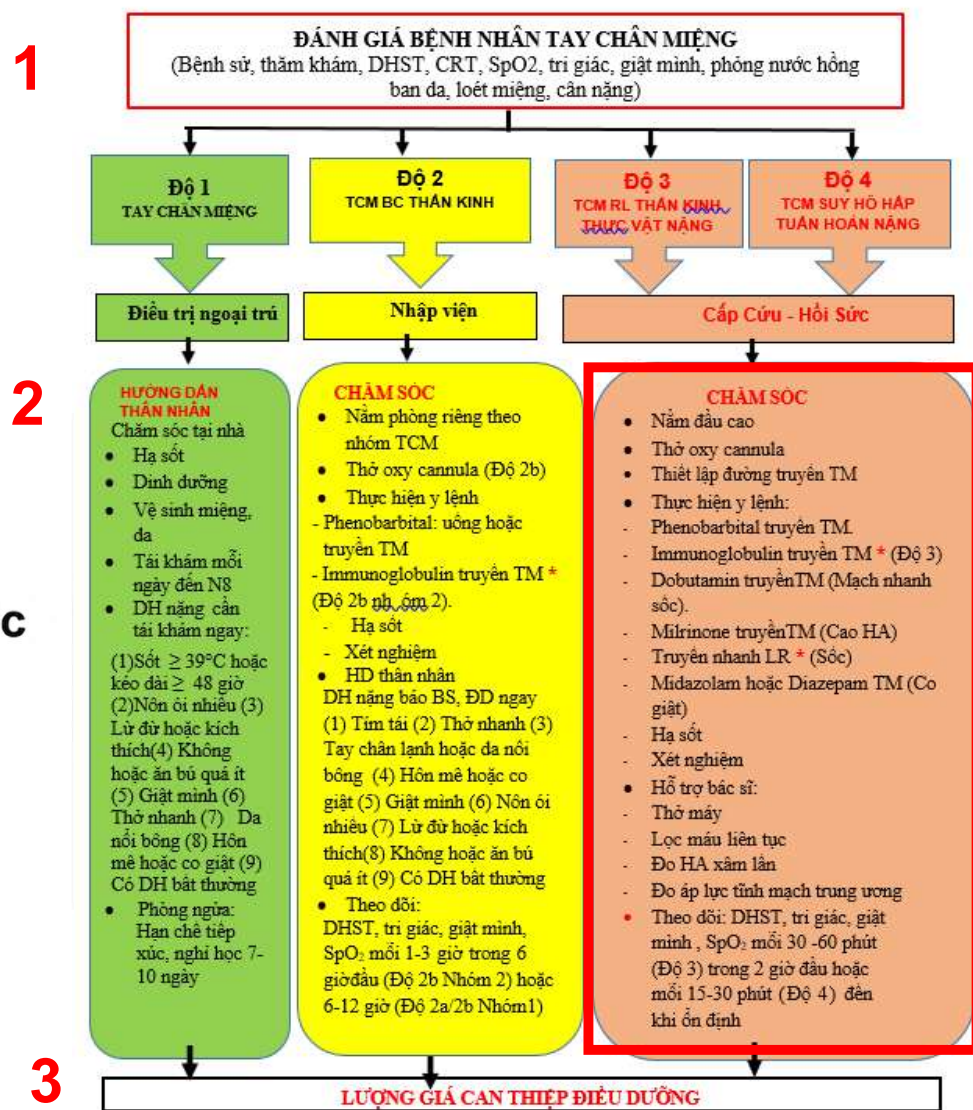 1
ĐÁNH GIÁ BỆNH NHÂN TAY CHÂN MIỆNG
(Bệnh sử, thăm khám, DHST, CRT, SpO2, tri giác, giật mình, phỏng nước hồng
ban da, loét miệng, cân nặng)
Độ 1
TAY CHÂN MIỆNG
Độ 2
TCM BC THẦN KINH
Độ 3
TCM RL THẦN KINH
THỰC VẬT NẶNG
Độ 4
TCM SUY HÔ HẤP
TUẦN HOÀN NẶNG
Điều trị ngoại trú
Nhập viện
Cấp Cứu - Hồi Sức
2
HƯỚNG DẪN
THÂN NHÂN
Chăm sóc tại nhà
• Hạ sốt
• Dinh dưỡng
• Vệ sinh miệng,
da
• Tái khám mỗi
ngày đến N8
• DH nặng cần
tái khám ngay:
(1)Sốt ≥ 39°C hoặc
kéo dài ≥ 48 giờ
(2)Nôn ói nhiều (3)
Lừ đừ hoặc kích
thích(4) Không
hoặc ăn bú quá ít
(5) Giật mình (6)
Thở nhanh (7) Da
nổi bông (8) Hôn
mê hoặc co giật (9)
Có DH bất thường
• Phòng ngừa:
Hạn chế tiếp
xúc, nghỉ học 7-
10 ngày
c
CHĂM SÓC
• Nằm phòng riêng theo
nhóm TCM
• Thở oxy cannula (Độ 2b)
• Thực hiện y lệnh
- Phenobarbital: uống hoặc
truyền TM
- Immunoglobulin truyền TM *
(Độ 2b nh óm 2).
- Hạ sốt
- Xét nghiệm
• HD thân nhân
DH nặng báo BS, ĐD ngay
(1) Tím tái (2) Thở nhanh (3)
Tay chân lạnh hoặc da nổi
bông (4) Hôn mê hoặc co
giật (5) Giật mình (6) Nôn ói
nhiều (7) Lừ đừ hoặc kích
thích(8) Không hoặc ăn bú
quá ít (9) Có DH bất thường
• Theo dõi:
DHST, tri giác, giật mình,
SpO₂ mỗi 1-3 giờ trong 6
giờđầu (Độ 2b Nhóm 2) hoặc
6-12 giờ (Độ 2a/2b Nhóm1)
CHĂM SÓC
• Nằm đầu cao
• Thở oxy cannula
• Thiết lập đường truyền TM
• Thực hiện y lệnh:
- Phenobarbital truyền TM.
- Immunoglobulin truyền TM * (Độ 3)
- Dobutamin truyềnTM (Mạch nhanh
sốc).
- Milrinone truyềnTM (Cao HA)
- Truyền nhanh LR * (Sốc)
- Midazolam hoặc Diazepam TM (Co
giật)
- Hạ sốt
- Xét nghiệm
• Hỗ trợ bác sĩ:
- Thở máy
- Lọc máu liên tục
- Đo HA xâm lấn
- Đo áp lực tĩnh mạch trung ương
• Theo dõi: DHST, tri giác, giật
mình , SpO₂ mỗi 30 -60 phút
(Độ 3) trong 2 giờ đầu hoặc
mỗi 15-30 phút (Độ 4) đến
khi ổn định
3
LƯỢNG GIÁ CAN THIỆP ĐIỀU DƯỠNG